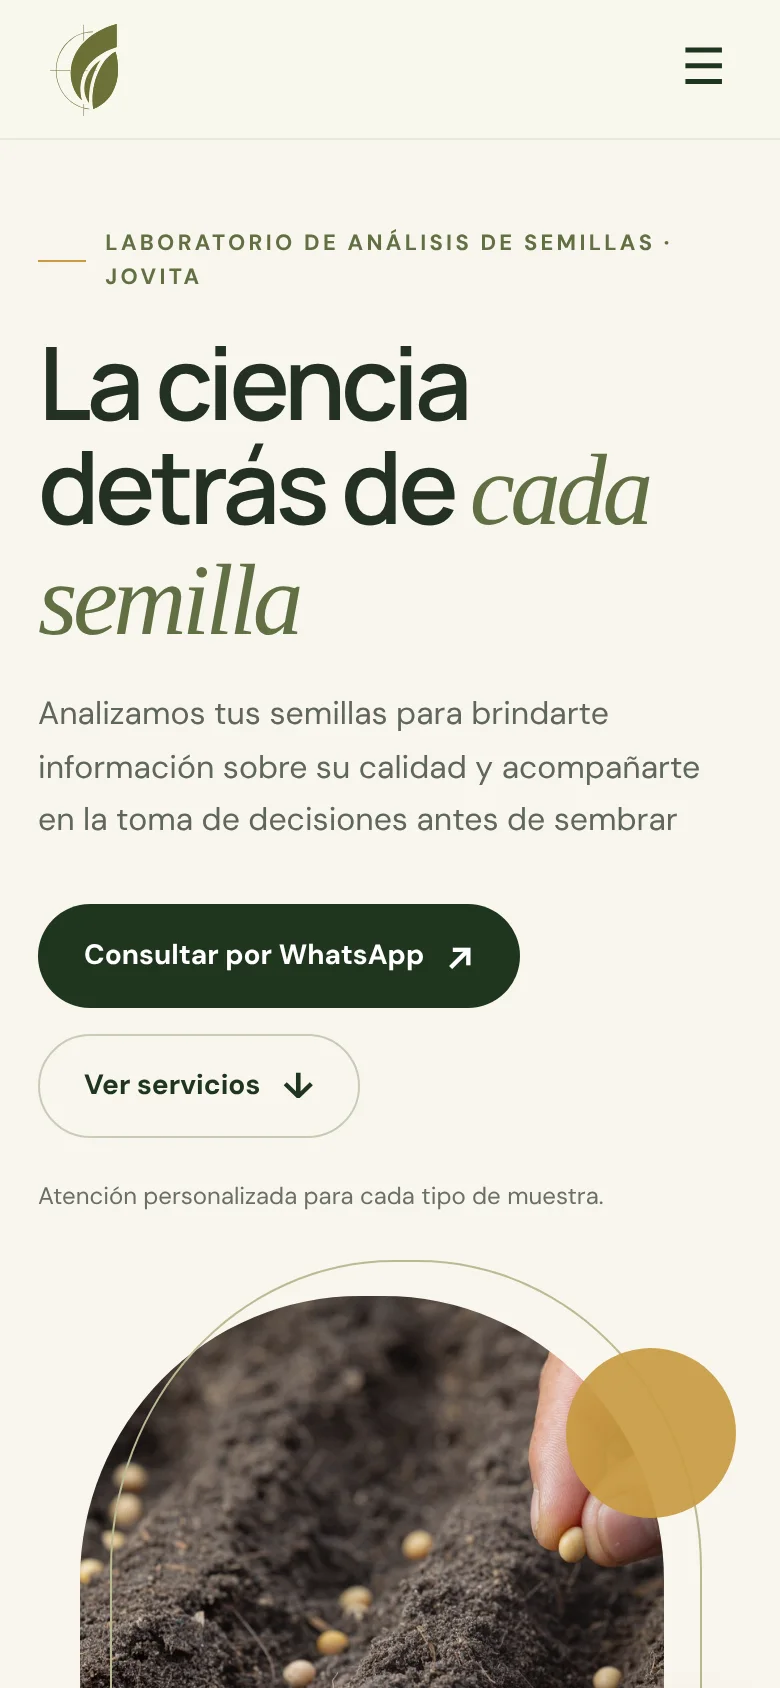 LABORATORIO DE ANÁLISIS DE SEMILLAS ·
JOVITA
La ciencia
detrás de cada
semilla
Analizamos tus semillas para brindarte
información sobre su calidad y acompañarte
en la toma de decisiones antes de sembrar
Consultar por WhatsApp
Ver servicios
Atención personalizada para cada tipo de muestra.